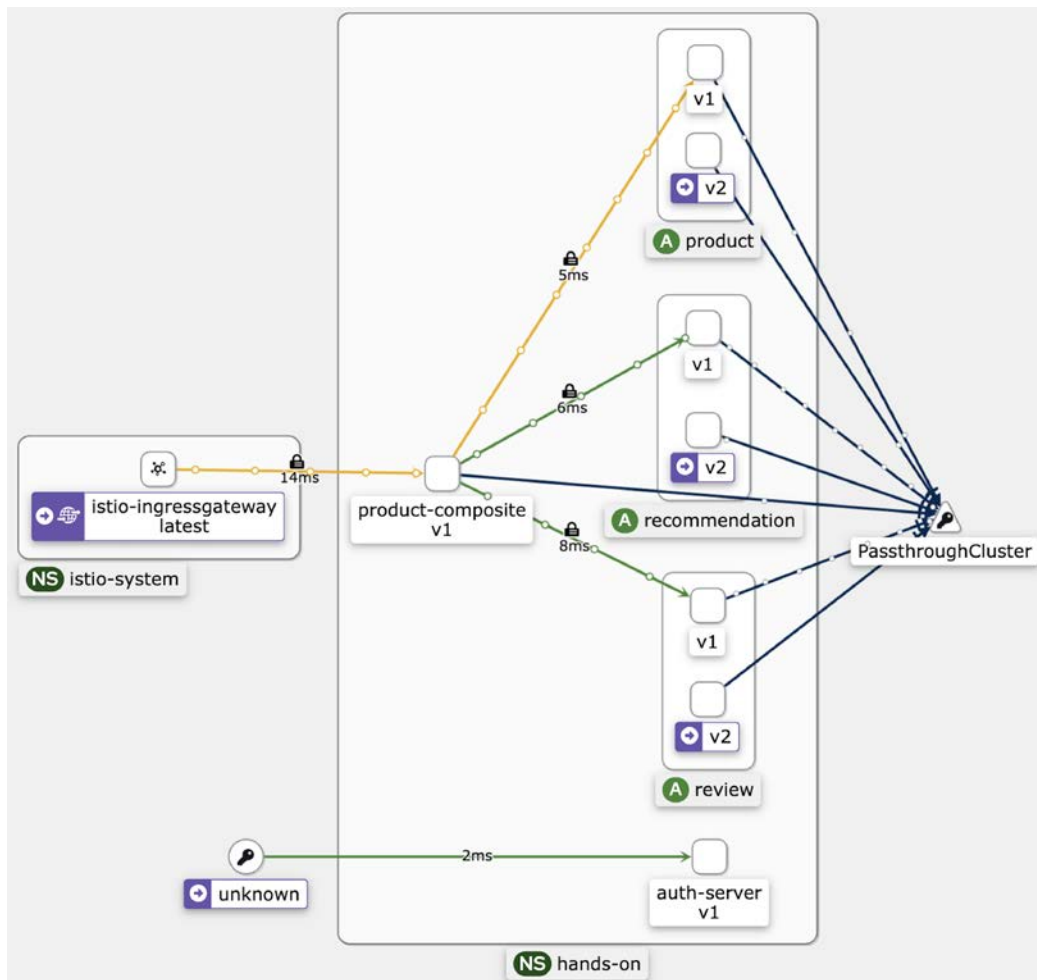 v1
v2
A product
5ms
v1
6ms
v2
A recommendation
14ms
istio-ingressgateway
latest
NS istio-system
product-composite
v1
8ms
PassthroughCluster
v1
v2
A review
2ms
unknown
auth-server
v1
NS hands-on